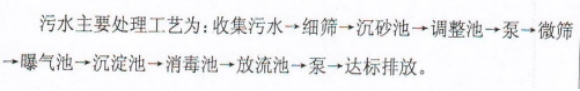 污水主要处理工艺为:收集污水→细筛→沉砂池→调整池→泵→微筛
→曝气池→沉淀池→消毒池→放流池→泵→达标排放。